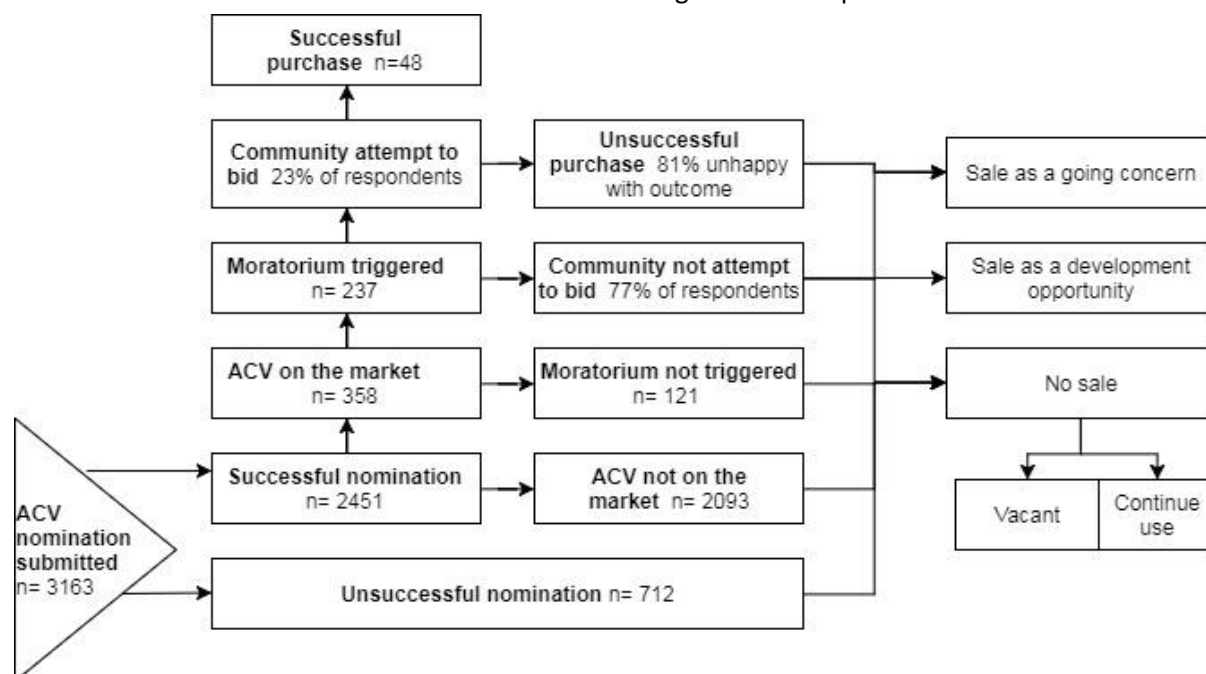 Successful
purchase n=48
Community attempt to
bid 23% of respondents
Unsuccessful
purchase 81% unhappy
with outcome
Sale as a going concern
Moratorium triggered
n= 237
Community not attempt
to bid 77% of respondents
Sale as a development
opportunity
ACV on the market
n= 358
Moratorium not triggered
n= 121
No sale
Successful nomination
n= 2451
ACV not on the
market n= 2093
Vacant
Continue
use
ACV
nomination
submitted
n= 3163
Unsuccessful nomination n= 712